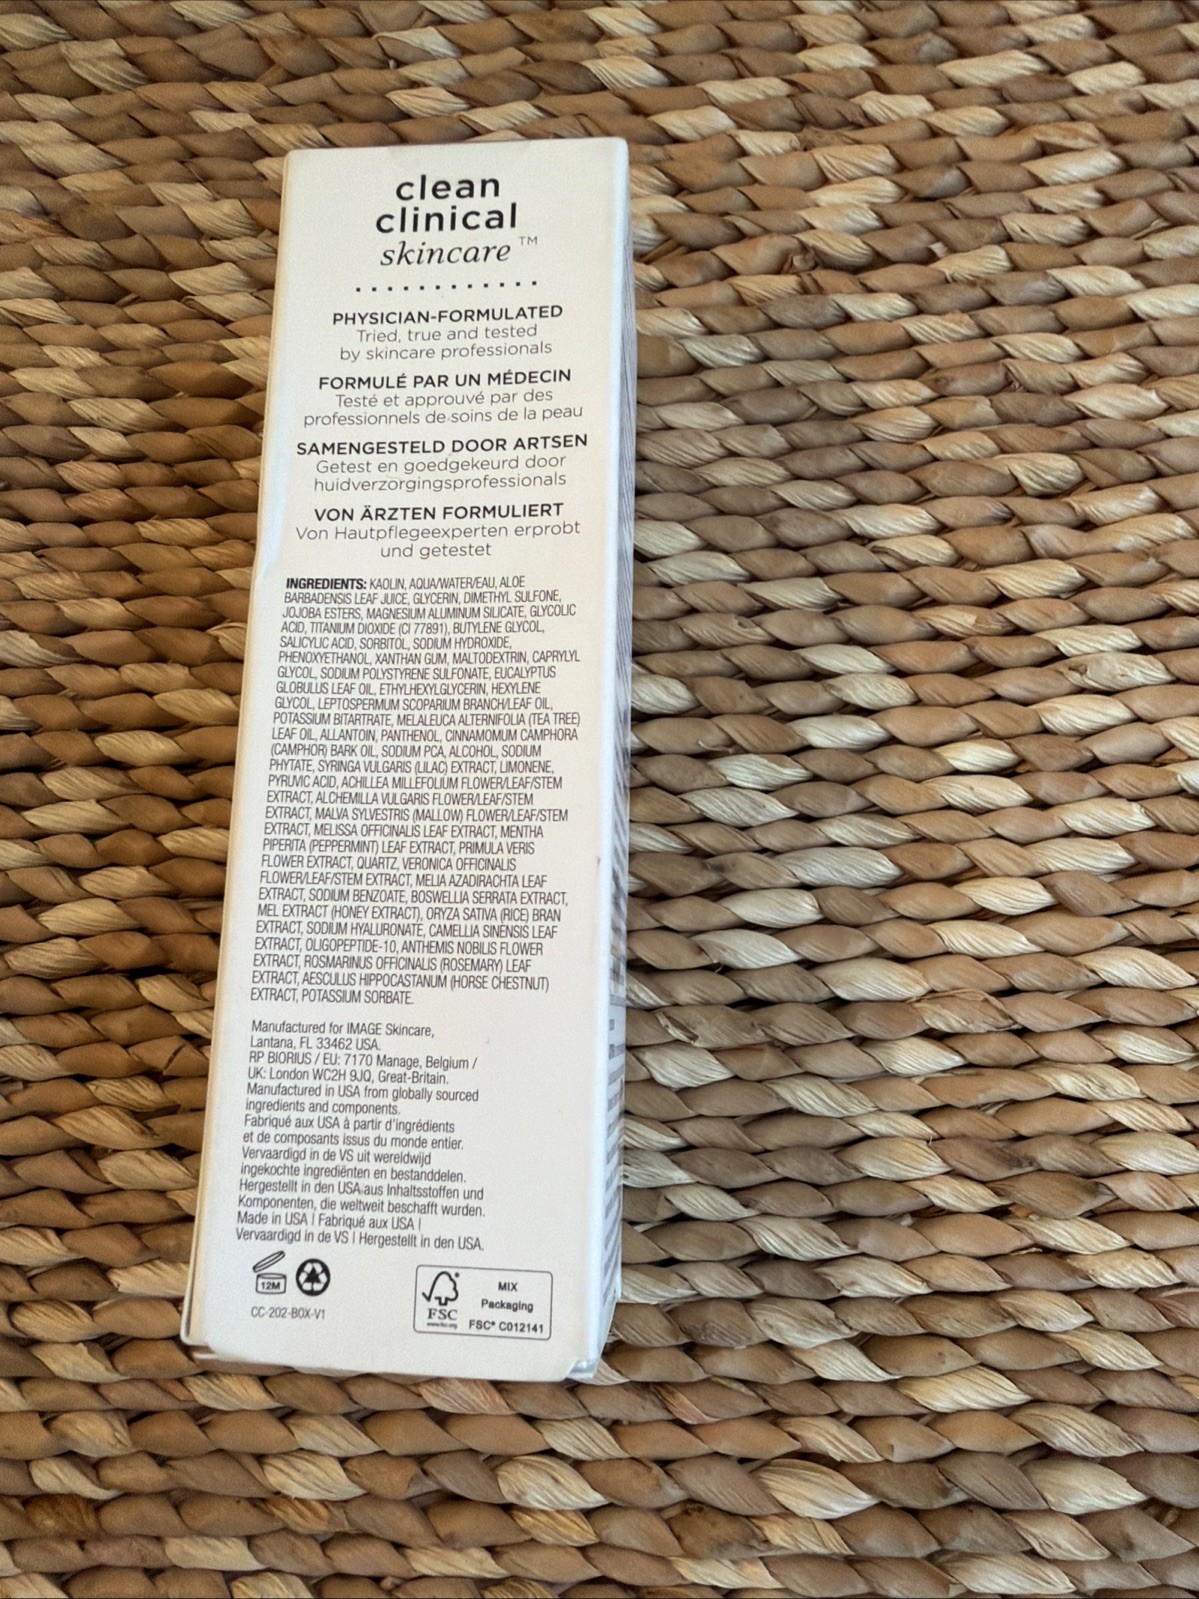 clean
clinical
skincare™
PHYSICIAN-FORMULATED
Tried, true and tested
by skincare professionals
FORMULÉ PAR UN MÉDECIN
Testé et approuvé par des
professionnels de soins de la peau
SAMENGESTELD DOOR ARTSEN
Getest en goedgekeurd door
huidverzorgingsprofessionals
VON ÄRZTEN FORMULIERT
Von Hautpflegeexperten erprobt
und getestet
INGREDIENTS: KAOLIN, AQUA/WATER/EAU, ALOE
BARBADENSIS LEAF JUICE, GLYCERIN, DIMETHYL SULFONE,
JOJOBA ESTERS, MAGNESIUM ALUMINUM SILICATE, GLYCOLIC
ACID, TITANIUM DIOXIDE (CI 77891), BUTYLENE GLYCOL,
SALICYLIC ACID, SORBITOL, SODIUM HYDROXIDE,
PHENOXYETHANOL, XANTHAN GUM, MALTODEXTRIN, CAPRYLYL
GLYCOL, SODIUM POLYSTYRENE SULFONATE, EUCALYPTUS
GLOBULUS LEAF OIL, ETHYLHEXYLGLYCERIN, HEXYLENE
GLYCOL, LEPTOSPERMUM SCOPARIUM BRANCH/LEAF OIL,
POTASSIUM BITARTRATE, MELALEUCA ALTERNIFOLIA (TEA TREE)
LEAF OIL, ALLANTOIN, PANTHENOL, CINNAMOMUM CAMPHORA
(CAMPHOR) BARK OIL, SODIUM PCA, ALCOHOL, SODIUM
PHYTATE, SYRINGA VULGARIS (LILAC) EXTRACT, LIMONENE,
PYRUVIC ACID, ACHILLEA MILLEFOLIUM FLOWER/LEAF/STEM
EXTRACT, ALCHEMILLA VULGARIS FLOWER/LEAF/STEM
EXTRACT, MALVA SYLVESTRIS (MALLOW) FLOWER/LEAF/STEM
EXTRACT, MELISSA OFFICINALIS LEAF EXTRACT, MENTHA
PIPERITA (PEPPERMINT) LEAF EXTRACT, PRIMULA VERIS
FLOWER EXTRACT, QUARTZ, VERONICA OFFICINALIS
FLOWER/LEAF/STEM EXTRACT, MELIA AZADIRACHTA LEAF
EXTRACT, SODIUM BENZOATE, BOSWELLIA SERRATA EXTRACT,
MEL EXTRACT (HONEY EXTRACT), ORYZA SATIVA (RICE) BRAN
EXTRACT, SODIUM HYALURONATE, CAMELLIA SINENSIS LEAF
EXTRACT, OLIGOPEPTIDE-10, ANTHEMIS NOBILIS FLOWER
EXTRACT, ROSMARINUS OFFICINALIS (ROSEMARY) LEAF
EXTRACT, AESCULUS HIPPOCASTANUM (HORSE CHESTNUT)
EXTRACT, POTASSIUM SORBATE.
Manufactured for IMAGE Skincare,
Lantana, FL 33462 USA.
RP BIORIUS / EU: 7170 Manage, Belgium /
UK: London WC2H 9JQ, Great-Britain.
Manufactured in USA from globally sourced
ingredients and components.
Fabriqué aux USA à partir d'ingrédients
et de composants issus du monde entier.
Vervaardigd in de VS uit wereldwijd
ingekochte ingrediënten en bestanddelen.
Hergestellt in den USA aus Inhaltsstoffen und
Komponenten, die weltweit beschafft wurden.
Made in USA | Fabriqué aux USA |
Vervaardigd in de VS | Hergestellt in den USA.
12M
CC-202-BOX-V1
FSC
www.fsc.org
MIX
Packaging
FSC® C012141